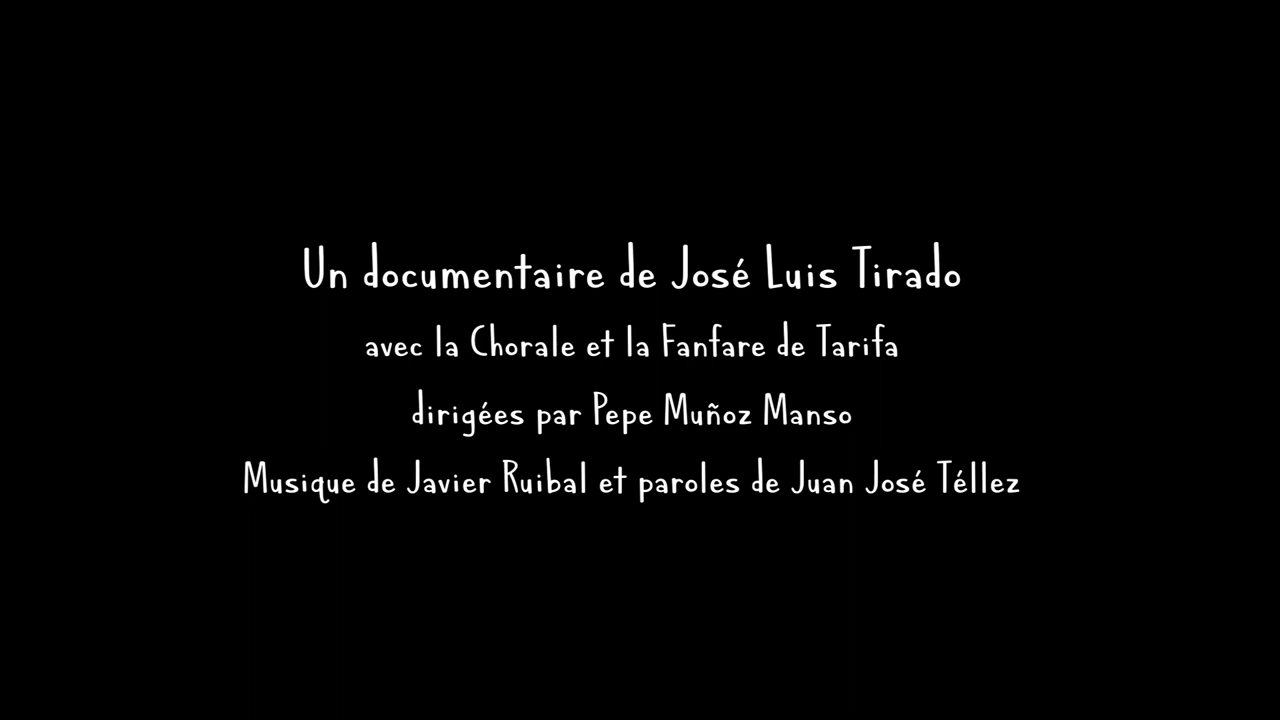 Un documentaire de José Luis Tirado
avec la Chorale et la Fanfare de Tarifa
dirigées par Pepe Muñoz Manso
Musique de Javier Ruibal et paroles de Juan José Téllez